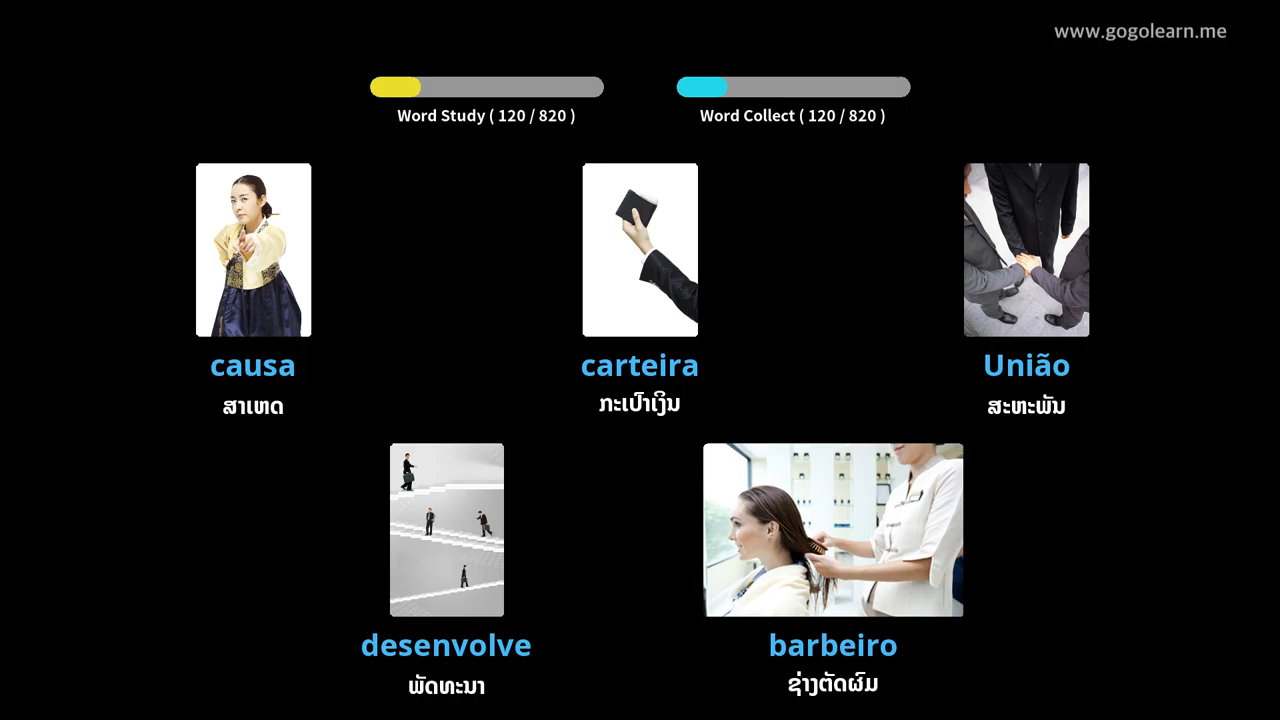 www.gogolearn.me
Word Study ( 120 / 820 )
Word Collect ( 120 / 820 )
causa
ສາເຫດ
carteira
ກະເປົາເງິນ
União
ສະຫະພັນ
desenvolve
ພັດທະນາ
barbeiro
ຊ່າງຕັດຜົມ